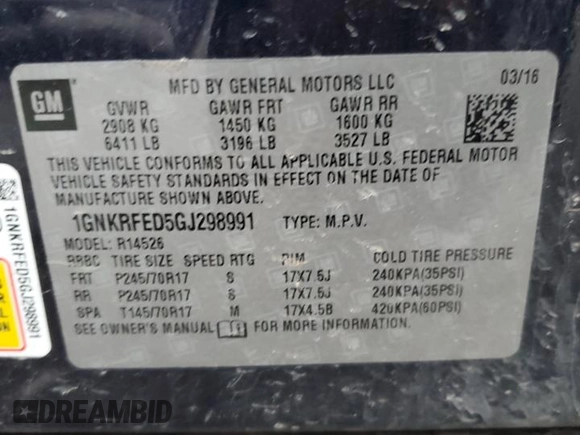 GM
MFD BY GENERAL MOTORS LLC 03/16
GVWR GAWR FRT GAWR RR
2908 KG 1450 KG 1600 KG
6411 LB 3196 LB 3527 LB
THIS VEHICLE CONFORMS TO ALL APPLICABLE U.S. FEDERAL MOTOR
VEHICLE SAFETY STANDARDS IN EFFECT ON THE DATE OF
MANUFACTURE SHOWN ABOVE.
1GNKRFED5GJ298991 TYPE: M.P.V.
MODEL: R14526
RRBC TIRE SIZE SPEED RTG RIM COLD TIRE PRESSURE
FRT P245/70R17 S 17X7.5J 240KPA(35PSI)
RR P245/70R17 S 17X7.5J 240KPA(35PSI)
SPA T145/70R17 M 17X4.5B 420KPA(60PSI)
SEE OWNER'S MANUAL FOR MORE INFORMATION.
1GNKRFED5GJ298991
DREAMBID